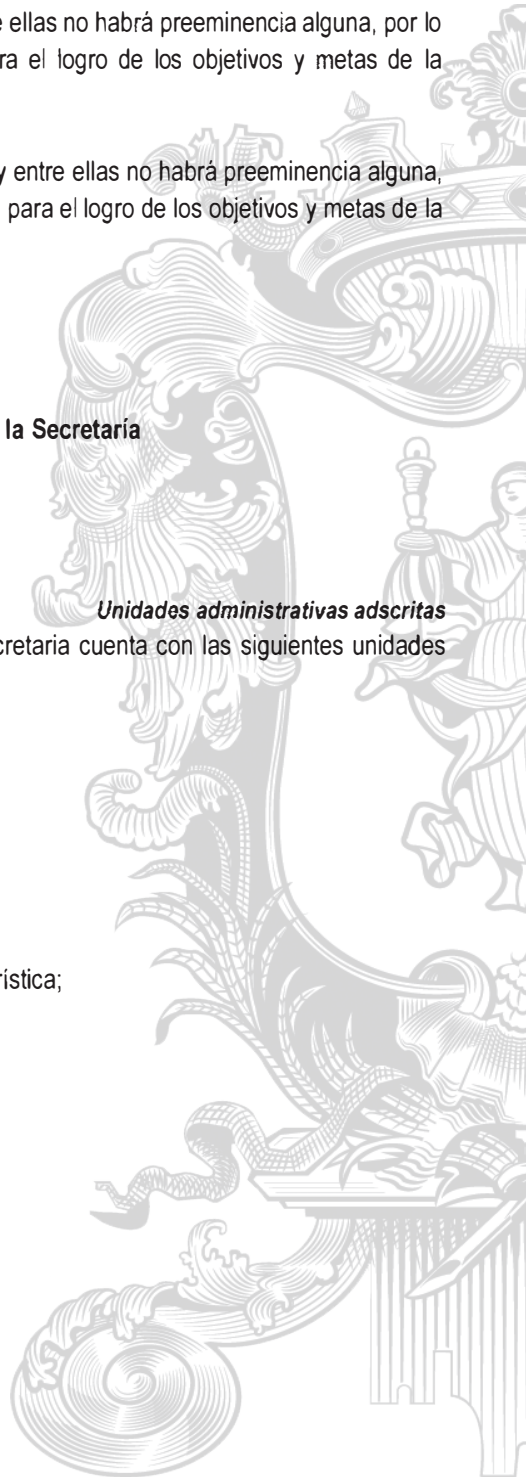 e ellas no habrá preeminencia alguna, por lo
ra el logro de los objetivos y metas de la
y entre ellas no habrá preeminencia alguna,
para el logro de los objetivos y metas de la
la Secretaría
Unidades administrativas adscritas
cretaria cuenta con las siguientes unidades
rística;